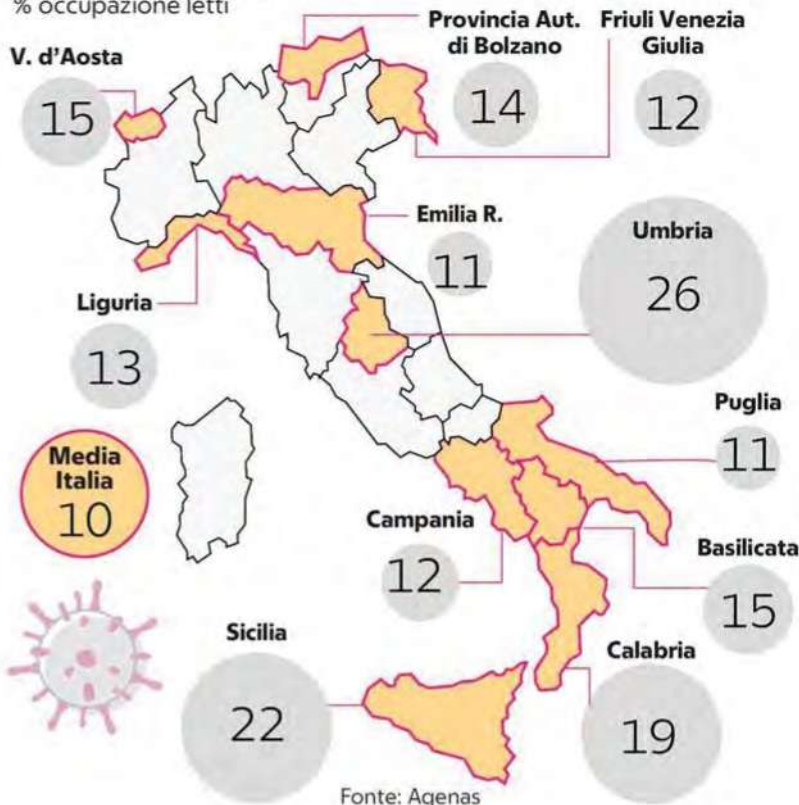 % occupazione letti
V. d'Aosta
15
Provincia Aut.
di Bolzano
14
Friuli Venezia
Giulia
12
Emilia R.
11
Umbria
26
Liguria
13
Puglia
11
Media
Italia
10
Campania
12
Basilicata
15
Sicilia
22
Calabria
19
Fonte: Agenas